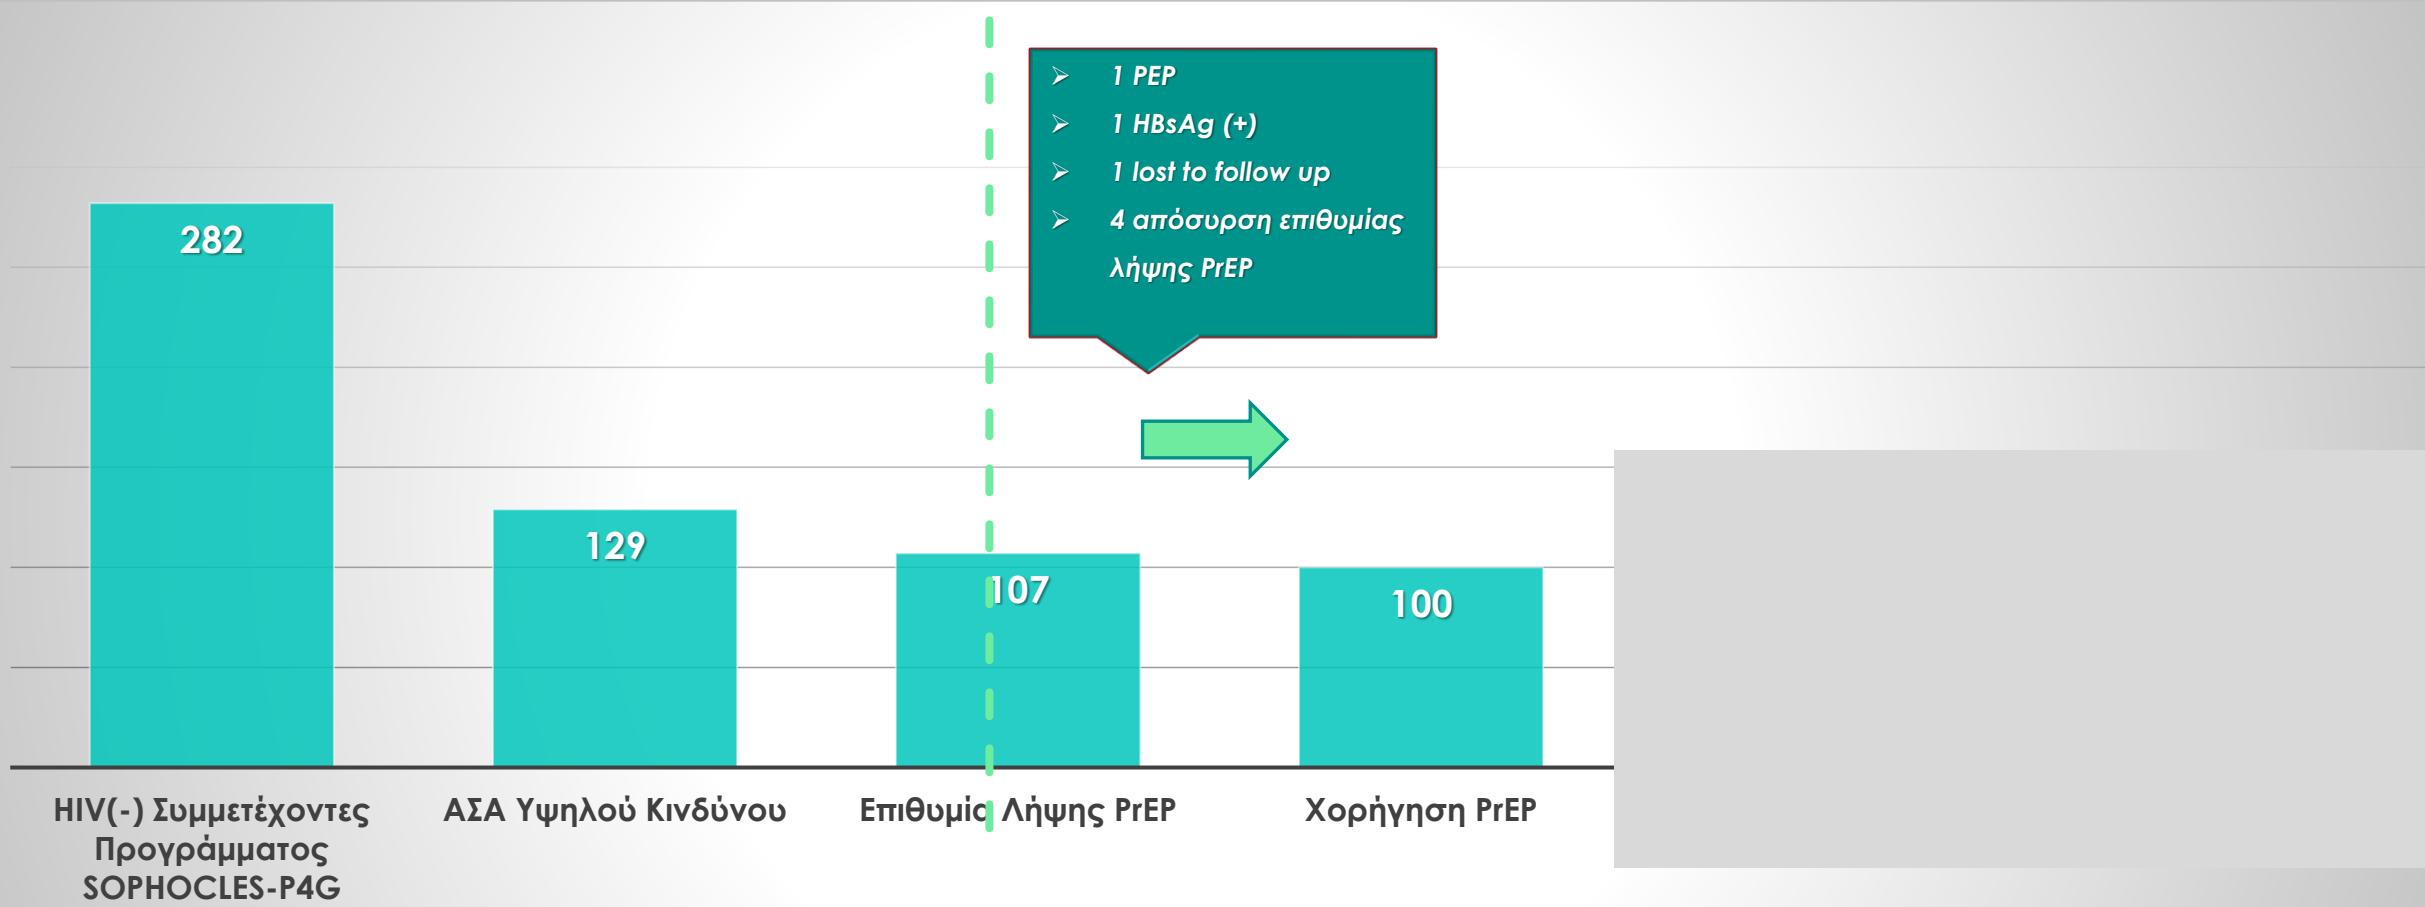 1 PEP
1 HBsAg (+)
1 lost to follow up
4 απόσυρση επιθυμίας
λήψης PrEP
282
129
107
100
HIV(-) Συμμετέχοντες
Προγράμματος
SOPHOCLES-P4G
ΑΣΑ Υψηλού Κινδύνου
Επιθυμία Λήψης PrEP
Χορήγηση PrEP